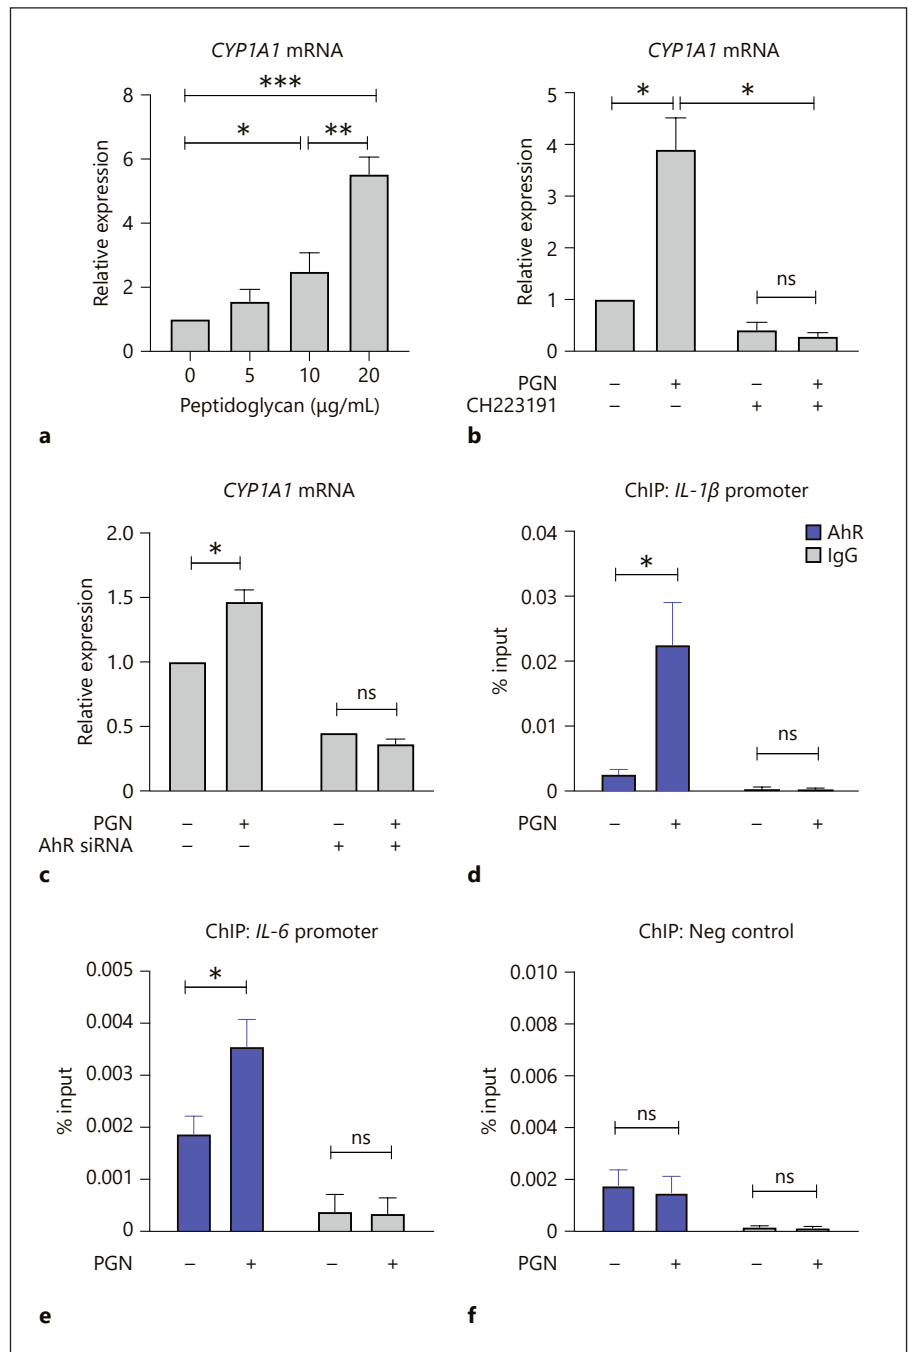 CYP1A1 mRNA
***
*
**
8
6
4
2
0
Relative expression
0 5 10 20
Peptidoglycan (μg/mL)
a
CYP1A1 mRNA
* *
ns
5
4
3
2
1
0
Relative expression
PGN – + – +
CH223191 – – + +
b
CYP1A1 mRNA
*
ns
2.0
1.5
1.0
0.5
0
Relative expression
PGN – + – +
AhR siRNA – – + +
c
ChIP: IL-1β promoter
AhR
IgG
*
ns
0.04
0.03
0.02
0.01
0
% input
PGN – + – +
d
ChIP: IL-6 promoter
*
ns
0.005
0.004
0.003
0.002
0.001
0
% input
PGN – + – +
e
ChIP: Neg control
ns
ns
0.010
0.008
0.006
0.004
0.002
0
% input
PGN – + – +
f